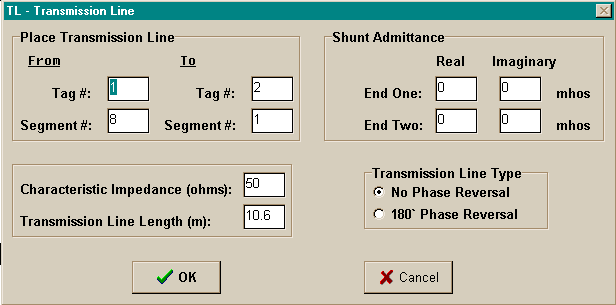 TL - Transmission Line
Place Transmission Line
From To
Tag #: 1 Tag #: 2
Segment #: 8 Segment #: 1
Shunt Admittance
Real Imaginary
End One: 0 0 mhos
End Two: 0 0 mhos
Characteristic Impedance (ohms): 50
Transmission Line Length (m): 10.6
Transmission Line Type
No Phase Reversal
180` Phase Reversal
OK
Cancel